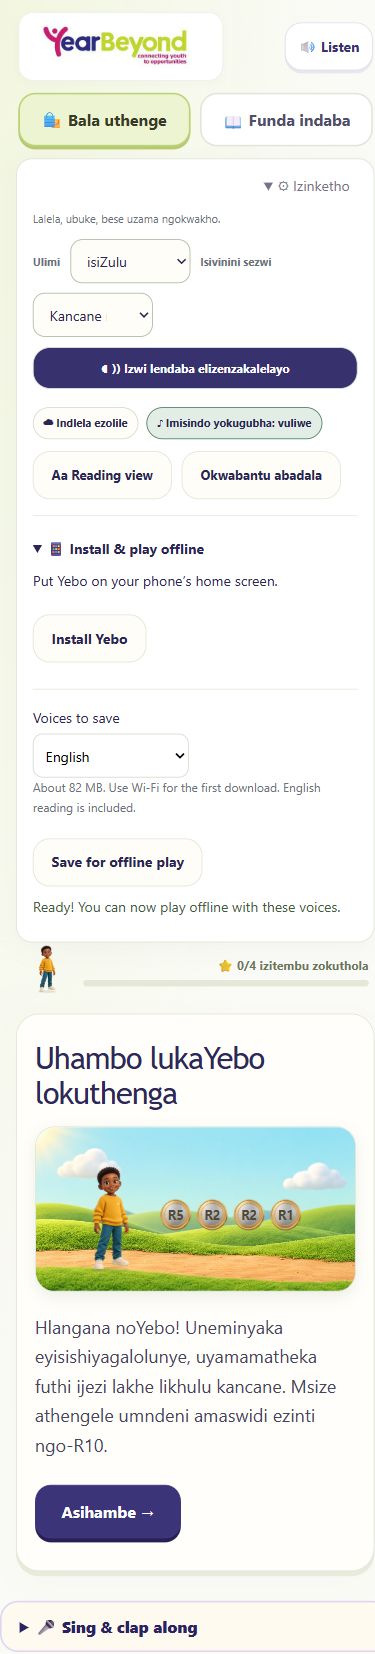 YearBeyond
connecting youth
to opportunities
Listen
Bala uthenge
Funda indaba
▼ ⚙ Izinketho
Lalela, ubuke, bese uzama ngokwakho.
Ulimi isiZulu Isivinini sezwi
Kancane
Izwi lendaba elizenzakalelayo
Indlela ezolile
♪ Imisindo yokugubha: vuliwe
Aa Reading view
Okwabantu abadala
▼ Install & play offline
Put Yebo on your phone's home screen.
Install Yebo
Voices to save
English
About 82 MB. Use Wi-Fi for the first download. English
reading is included.
Save for offline play
Ready! You can now play offline with these voices.
0/4 izitembu zokuthola
Uhambo lukaYebo
lokuthenga
R5 R2 R2 R1
Hlangana noYebo! Uneminyaka
eyisishiyagalolunye, uyamamatheka
futhi ijezi lakhe likhulu kancane. Msize
athengele umndeni amaswidi ezinti
ngo-R10.
Asihambe →
▶ Sing & clap along